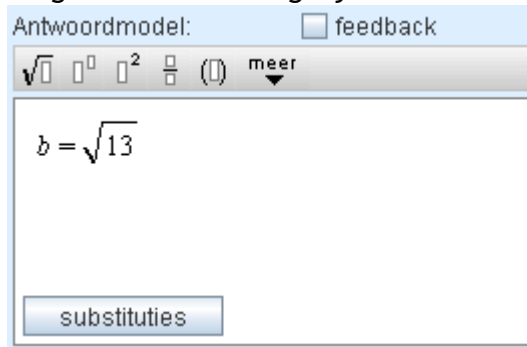 Antwoordmodel: feedback
meer
b = √13
substituties